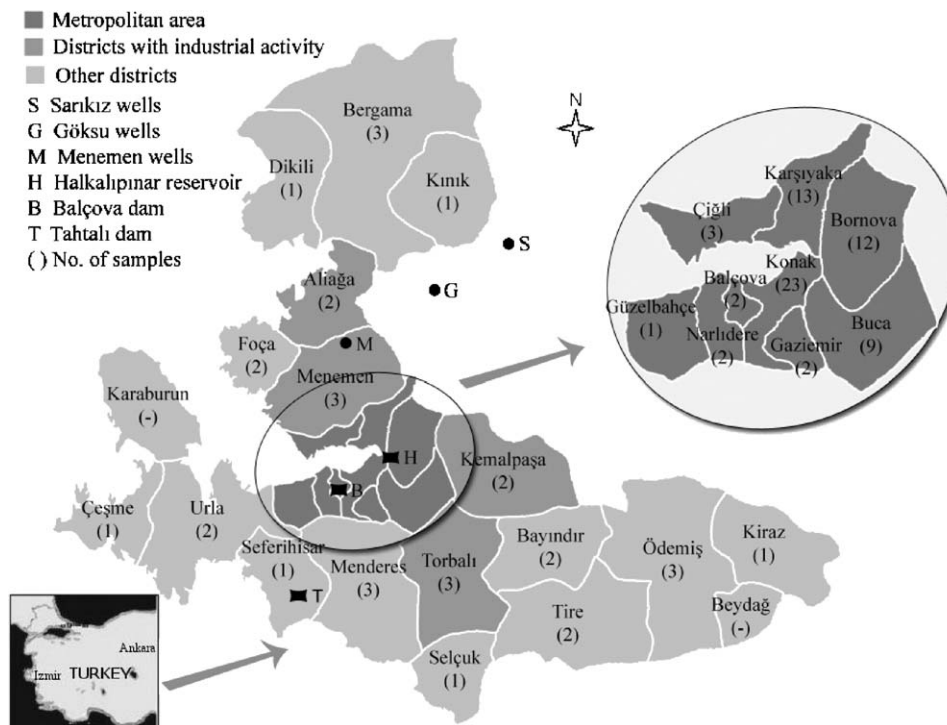 Metropolitan area
Districts with industrial activity
Other districts
S Sarıkız wells
G Göksu wells
M Menemen wells
H Halkalıpınar reservoir
B Balçova dam
T Tahtalı dam
( ) No. of samples
N
Bergama
(3)
Dikili
(1)
Kınık
(1)
S
G
Aliağa
(2)
M
Foça
(2)
Menemen
(3)
Karaburun
(-)
H
B
Kemalpaşa
(2)
Çeşme
(1)
Urla
(2)
Seferihisar
(1)
T
Menderes
(3)
Torbalı
(3)
Bayındır
(2)
Ödemiş
(3)
Kiraz
(1)
Tire
(2)
Beydağ
(-)
Selçuk
(1)
Karşıyaka
(13)
Çiğli
(3)
Bornova
(12)
Konak
(23)
Balçova
(2)
Güzelbahçe
(1)
Narlıdere
(2)
Gaziemir
(2)
Buca
(9)
Ankara
Izmir
TURKEY